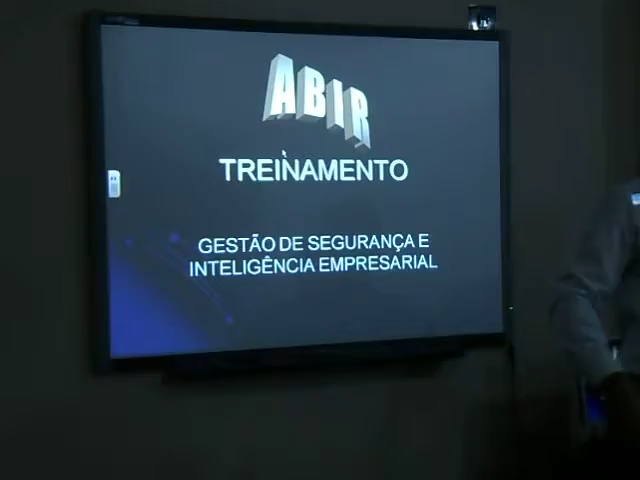 ABIR
TREINAMENTO
GESTÃO DE SEGURANÇA E
INTELIGÊNCIA EMPRESARIAL